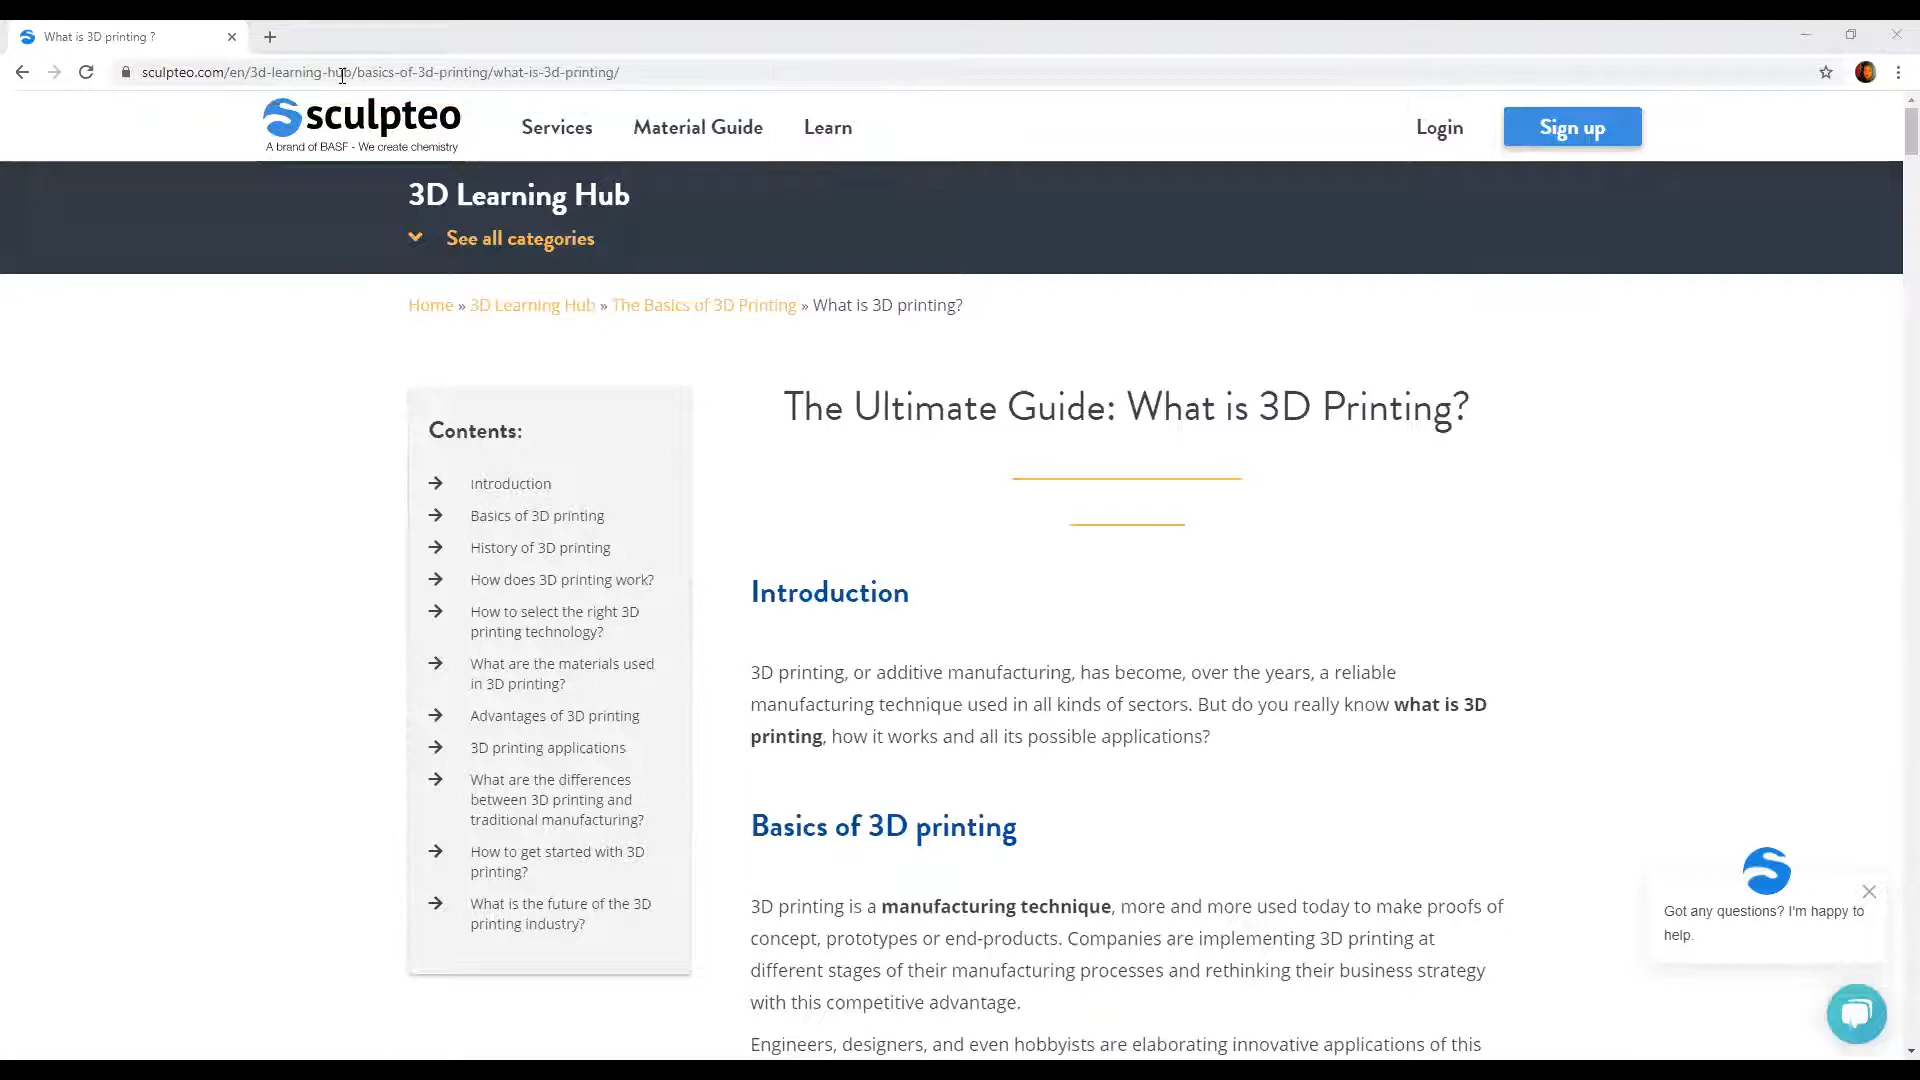 What is 3D printing ?
sculpteo.com/en/3d-learning-hub/basics-of-3d-printing/what-is-3d-printing/
sculpteo
A brand of BASF - We create chemistry
Services
Material Guide
Learn
Login
Sign up
3D Learning Hub
See all categories
Home » 3D Learning Hub » The Basics of 3D Printing » What is 3D printing?
Contents:
Introduction
Basics of 3D printing
History of 3D printing
How does 3D printing work?
How to select the right 3D
printing technology?
What are the materials used
in 3D printing?
Advantages of 3D printing
3D printing applications
What are the differences
between 3D printing and
traditional manufacturing?
How to get started with 3D
printing?
What is the future of the 3D
printing industry?
The Ultimate Guide: What is 3D Printing?
Introduction
3D printing, or additive manufacturing, has become, over the years, a reliable
manufacturing technique used in all kinds of sectors. But do you really know what is 3D
printing, how it works and all its possible applications?
Basics of 3D printing
3D printing is a manufacturing technique, more and more used today to make proofs of
concept, prototypes or end-products. Companies are implementing 3D printing at
different stages of their manufacturing processes and rethinking their business strategy
with this competitive advantage.
Engineers, designers, and even hobbyists are elaborating innovative applications of this
Got any questions? I'm happy to
help.